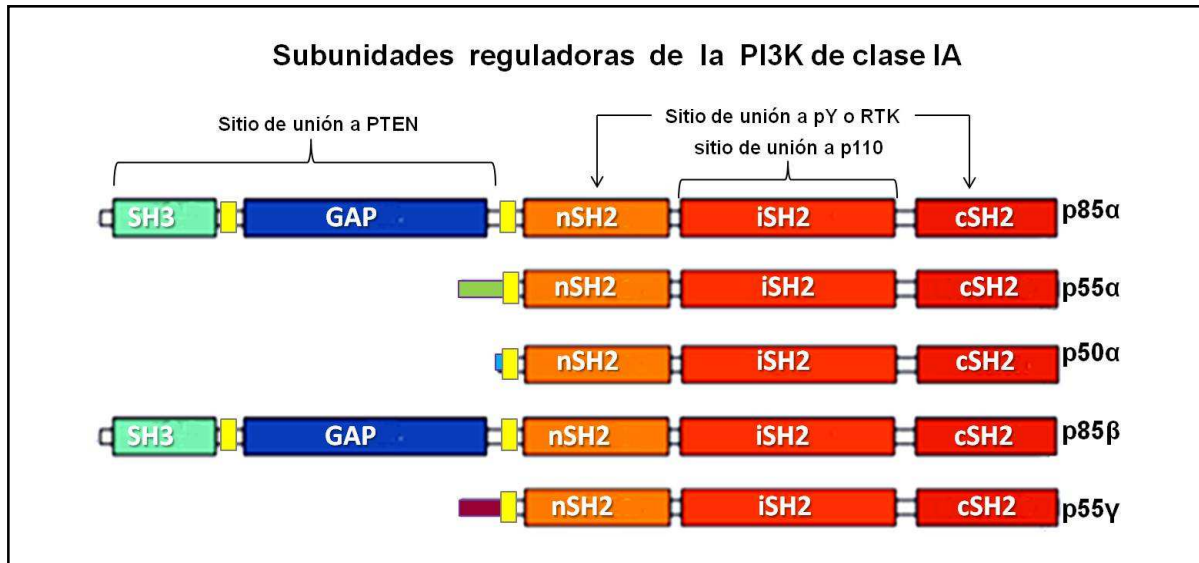 Subunidades reguladoras de la PI3K de clase IA
Sitio de unión a PTEN
Sitio de unión a pY o RTK
sitio de unión a p110
SH3 GAP nSH2 iSH2 cSH2 p85α
nSH2 iSH2 cSH2 p55α
nSH2 iSH2 cSH2 p50α
SH3 GAP nSH2 iSH2 cSH2 p85β
nSH2 iSH2 cSH2 p55γ